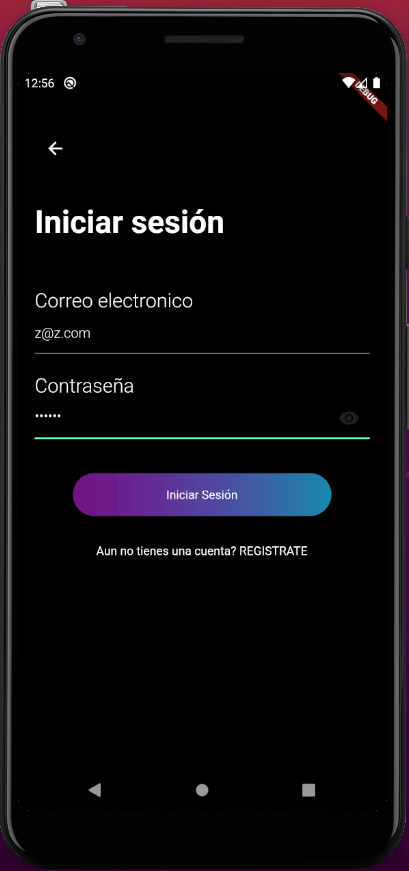 12:56
DEBUG
Iniciar sesión
Correo electronico
z@z.com
Contraseña
••••••
Iniciar Sesión
Aun no tienes una cuenta? REGISTRATE